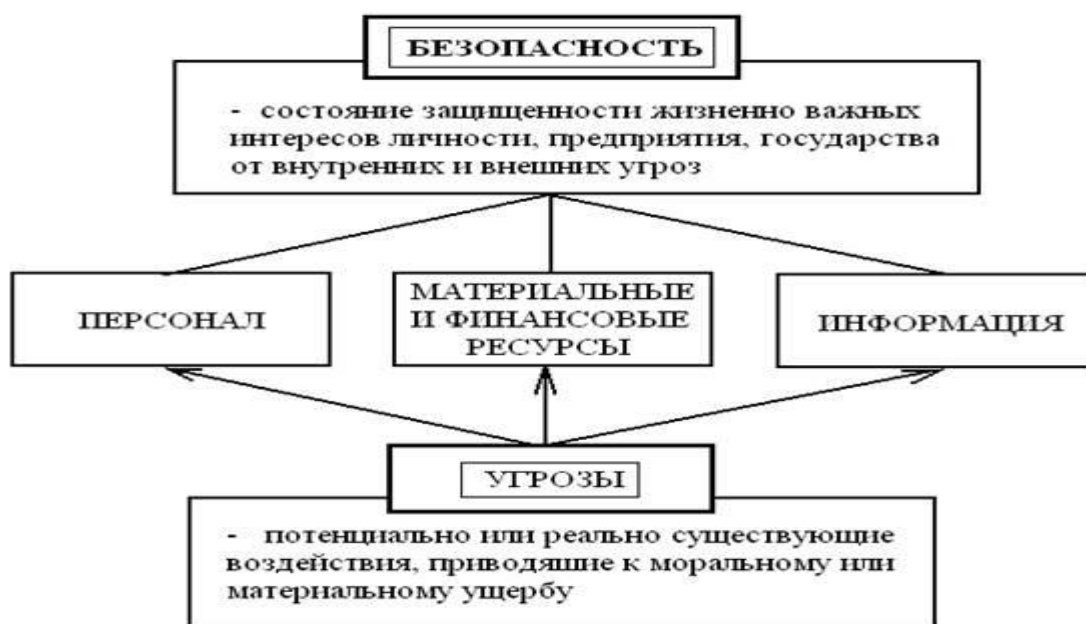 БЕЗОПАСНОСТЬ
- состояние защищенности жизненно важных
интересов личности, предприятия, государства
от внутренних и внешних угроз
ПЕРСОНАЛ
МАТЕРИАЛЬНЫЕ
И ФИНАНСОВЫЕ
РЕСУРСЫ
ИНФОРМАЦИЯ
УГРОЗЫ
- потенциально или реально существующие
воздействия, приводяшие к моральному или
материальному ущербу